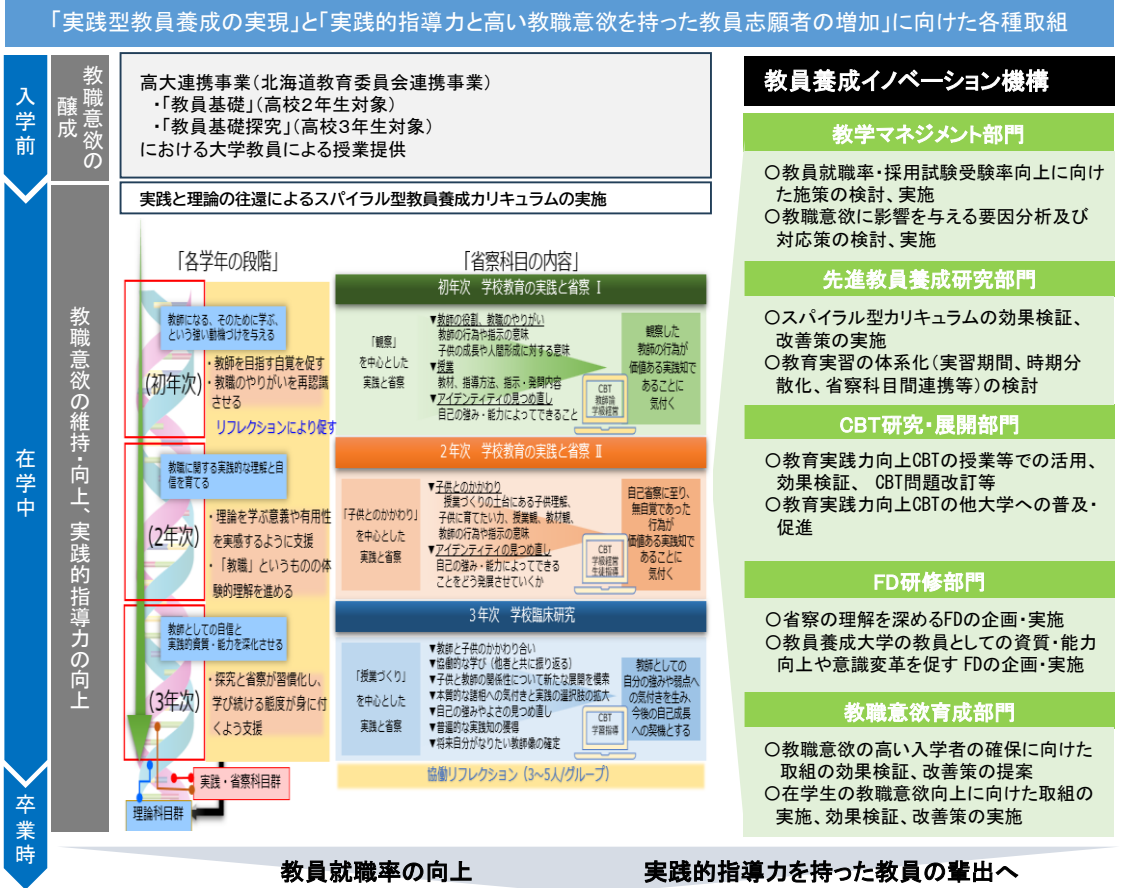 「実践型教員養成の実現」と「実践的指導力と高い教職意欲を持った教員志願者の増加」に向けた各種取組
入学前
教職意欲の
醸成
高大連携事業(北海道教育委員会連携事業)
・「教員基礎」(高校2年生対象)
・「教員基礎探究」(高校3年生対象)
における大学教員による授業提供
在学中
教職意欲の維持・向上、実践的指導力の向上
実践と理論の往還によるスパイラル型教員養成カリキュラムの実施
「各学年の段階」
教師になる、そのために学ぶ、
という強い動機づけを与える
(初年次)
・教師を目指す自覚を促す
・教職のやりがいを再認識
させる
リフレクションにより促す
教職に関する実践的な理解と自
信を育てる
(2年次)
・理論を学ぶ意義や有用性
を実感するように支援
・「教職」というものの体
験的理解を進める
教師としての自信と
実践的資質・能力を深化させる
(3年次)
・探究と省察が習慣化し、
学び続ける態度が身に付
くよう支援
実践・省察科目群
理論科目群
「省察科目の内容」
初年次 学校教育の実践と省察 Ⅰ
「観察」
を中心とした
実践と省察
▼教師の役割、教職のやりがい
教師の行為や指示の意味
子供の成長や人間形成に対する意味
▼授業
教材、指導方法、指示・発問内容
▼アイデンティティの見つめ直し
自己の強み・能力によってできること
CBT
教師論
学級経営
観察した
教師の行為が
価値ある実践知で
あることに
気付く
2年次 学校教育の実践と省察 Ⅱ
「子供とのかかわり」
を中心とした
実践と省察
▼子供とのかかわり
授業づくりの土台にある子供理解、
子供に育てたい力、授業観、教材観、
教師の行為や指示の意味
▼アイデンティティの見つめ直し
自己の強み・能力によってできる
ことをどう発展させていくか
CBT
学級経営
生徒指導
自己省察に至り、
無自覚であった
行為が
価値ある実践知で
あることに
気付く
3年次 学校臨床研究
「授業づくり」
を中心とした
実践と省察
▼教師と子供のかかわり合い
▼協働的な学び(他者と共に振り返る)
▼子供と教師の関係性について新たな展開を模索
▼本質的な諸相への気付きと実践の選択肢の拡大
▼自己の強みやよさの見つめ直し
▼普遍的な実践知の獲得
▼将来自分がなりたい教師像の確定
CBT
学習指導
教師としての
自分の強みや弱点へ
の気付きを生み、
今後の自己成長
への契機とする
協働リフレクション (3～5人/グループ)
教員養成イノベーション機構
教学マネジメント部門
○教員就職率・採用試験受験率向上に向け
た施策の検討、実施
○教職意欲に影響を与える要因分析及び
対応策の検討、実施
先進教員養成研究部門
○スパイラル型カリキュラムの効果検証、
改善策の実施
○教育実習の体系化(実習期間、時期分
散化、省察科目間連携等)の検討
CBT研究・展開部門
○教育実践力向上CBTの授業等での活用、
効果検証、 CBT問題改訂等
○教育実践力向上CBTの他大学への普及・
促進
FD研修部門
○省察の理解を深めるFDの企画・実施
○教員養成大学の教員としての資質・能力
向上や意識変革を促す FDの企画・実施
教職意欲育成部門
○教職意欲の高い入学者の確保に向けた
取組の効果検証、改善策の提案
○在学生の教職意欲向上に向けた取組の
実施、効果検証、改善策の実施
卒業時
教員就職率の向上
実践的指導力を持った教員の輩出へ